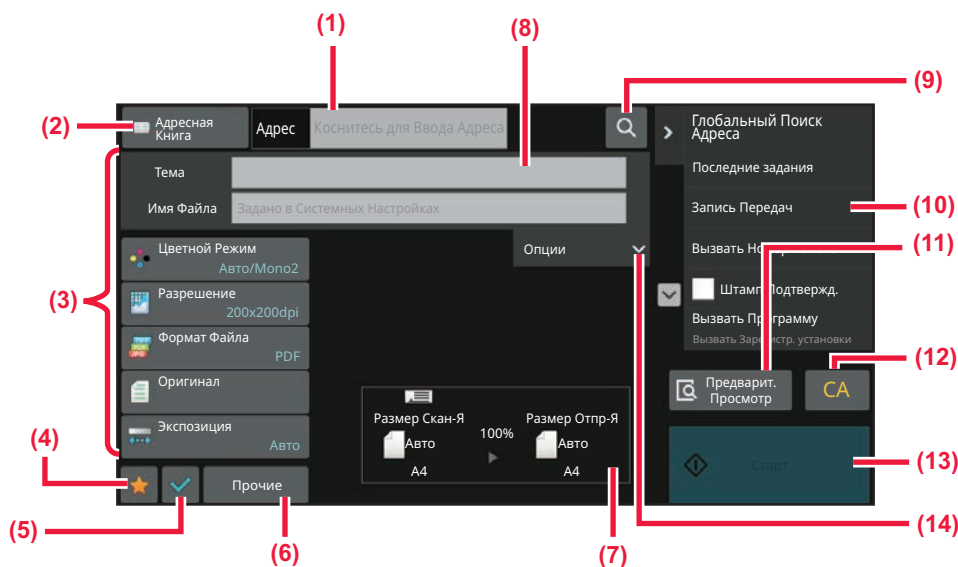 (1)
(8)
(9)
(2)
Адресная
Книга
Адрес
Коснитесь для Ввода Адреса
Глобальный Поиск
Адреса
Тема
Последние задания
Имя Файла
Задано в Системных Настройках
Запись Передач
(10)
(11)
Опции
Вызвать
(3)
Цветной Режим
Авто/Mono2
Разрешение
200x200dpi
Штамп Подтвержд.
Вызвать Программу
Вызвать Зарегистр. установки
Формат Файла
PDF
(12)
Оригинал
Предварит.
Просмотр
CA
Экспозиция
Авто
Размер Скан-Я
100%
Размер Отпр-Я
Авто
Авто
A4
A4
(4)
Прочие
Старт
(13)
(5)
(6)
(7)
(14)